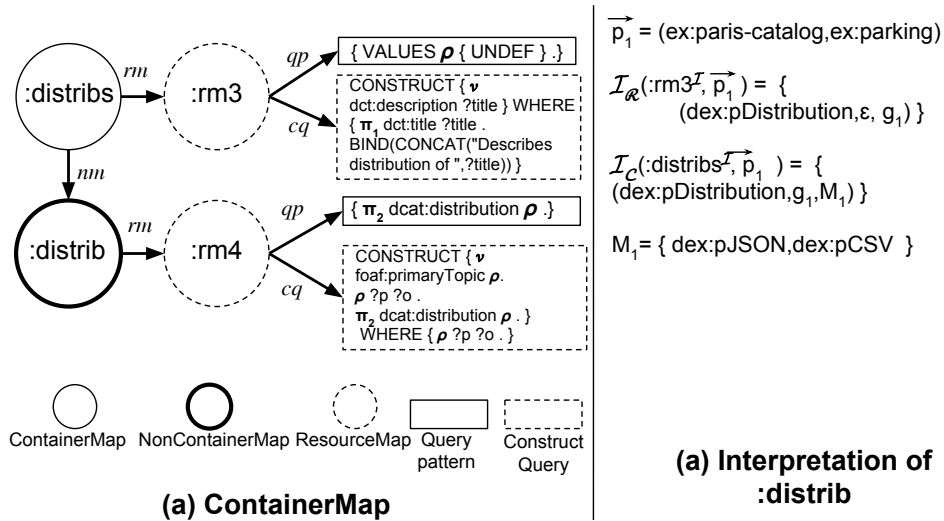 :distribs
rm
:rm3
qp
{ VALUES ρ { UNDEF } .}
cq
CONSTRUCT { ν
dct:description ?title } WHERE
{ π1 dct:title ?title .
BIND(CONCAT("Describes
distribution of ",?title)) }
nm
:distrib
rm
:rm4
qp
{ π2 dcat:distribution ρ .}
cq
CONSTRUCT { ν
foaf:primaryTopic ρ.
ρ ?p ?o .
π2 dcat:distribution ρ . }
WHERE { ρ ?p ?o . }
ContainerMap
NonContainerMap
ResourceMap
Query
pattern
Construct
Query
(a) ContainerMap
p1 = (ex:paris-catalog,ex:parking)
ℐℛ(:rm3ℐ, p1 ) = {
(dex:pDistribution,ε, g1) }
ℐ𝒞(:distribsℐ, p1 ) = {
(dex:pDistribution,g1,M1) }
M1= { dex:pJSON,dex:pCSV }
(a) Interpretation of
:distrib